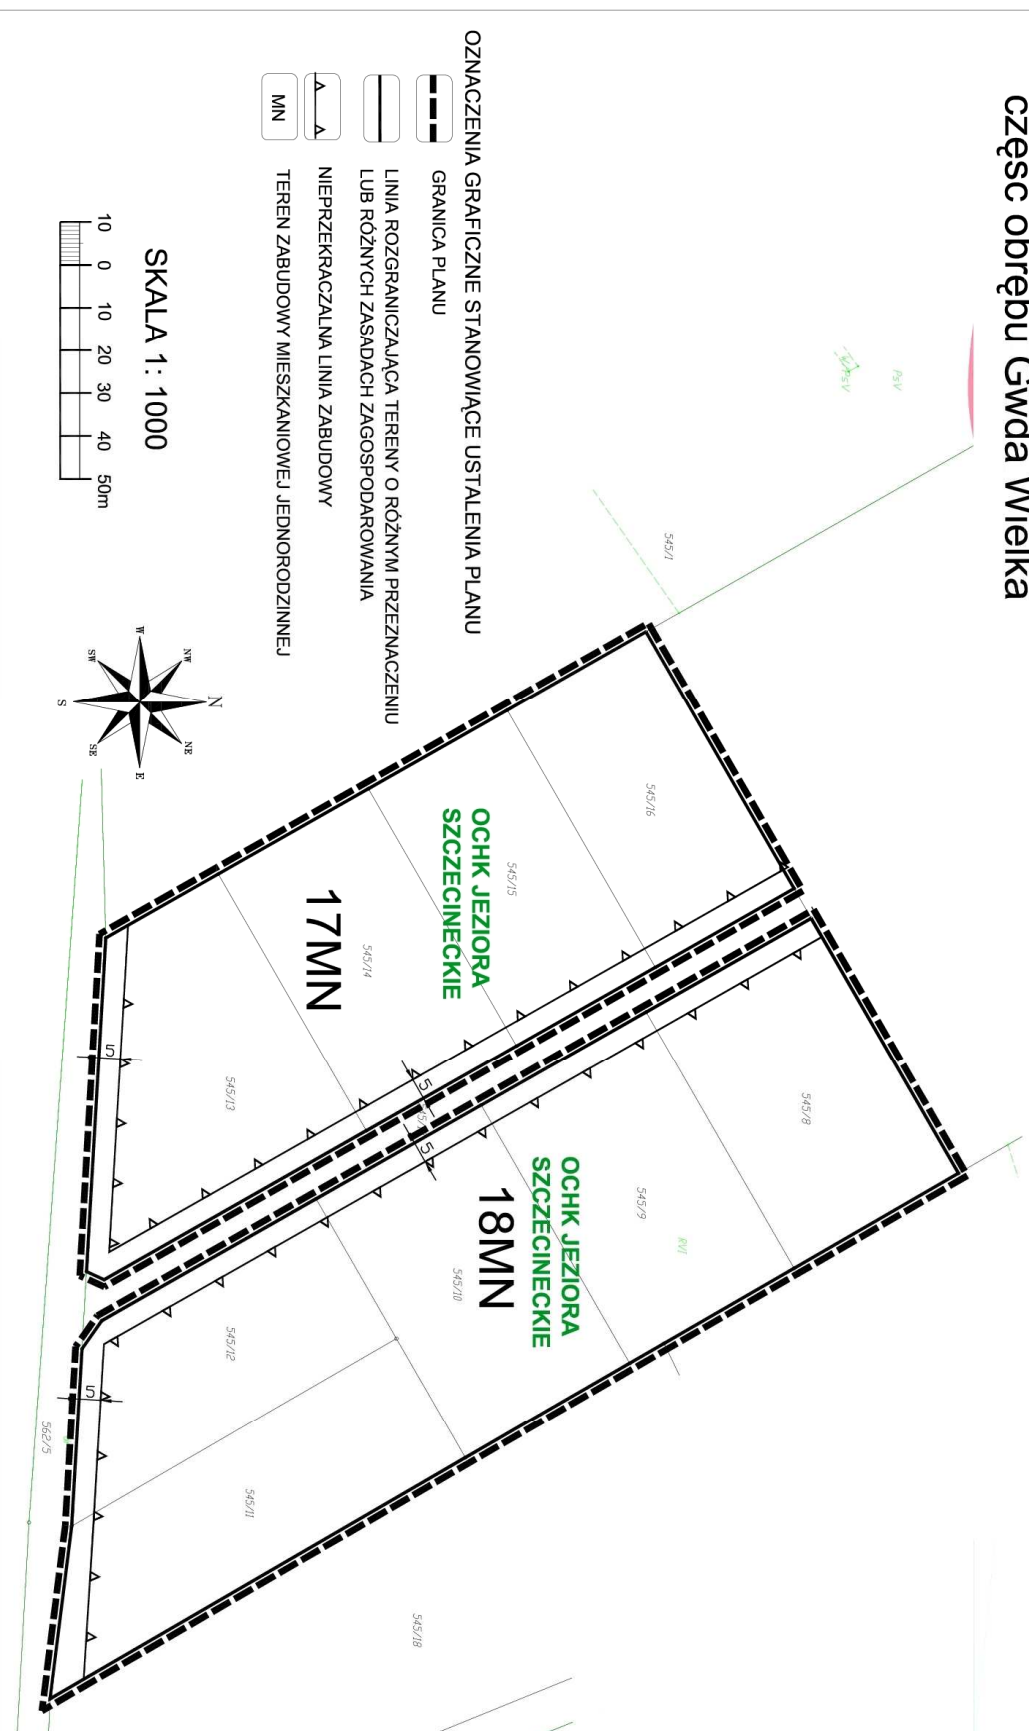 częsc obrębu Gwda Wielka
OZNACZENIA GRAFICZNE STANOWIĄCE USTALENIA PLANU
GRANICA PLANU
LINIA ROZGRANICZAJĄCA TERENY O RÓŻNYM PRZEZNACZENIU
LUB RÓŻNYCH ZASADACH ZAGOSPODAROWANIA
NIEPRZEKRACZALNA LINIA ZABUDOWY
MN
TEREN ZABUDOWY MIESZKANIOWEJ JEDNORODZINNEJ
SKALA 1: 1000
10 0 10 20 30 40 50m
N
NE
E
SE
S
SW
W
NW
PsV
545/1
545/16
545/15
OCHK JEZIORA
SZCZECINECKIE
545/14
17MN
545/13
5
5
5
545/8
545/9
RVI
OCHK JEZIORA
SZCZECINECKIE
18MN
545/10
545/12
5
545/11
562/5
545/18